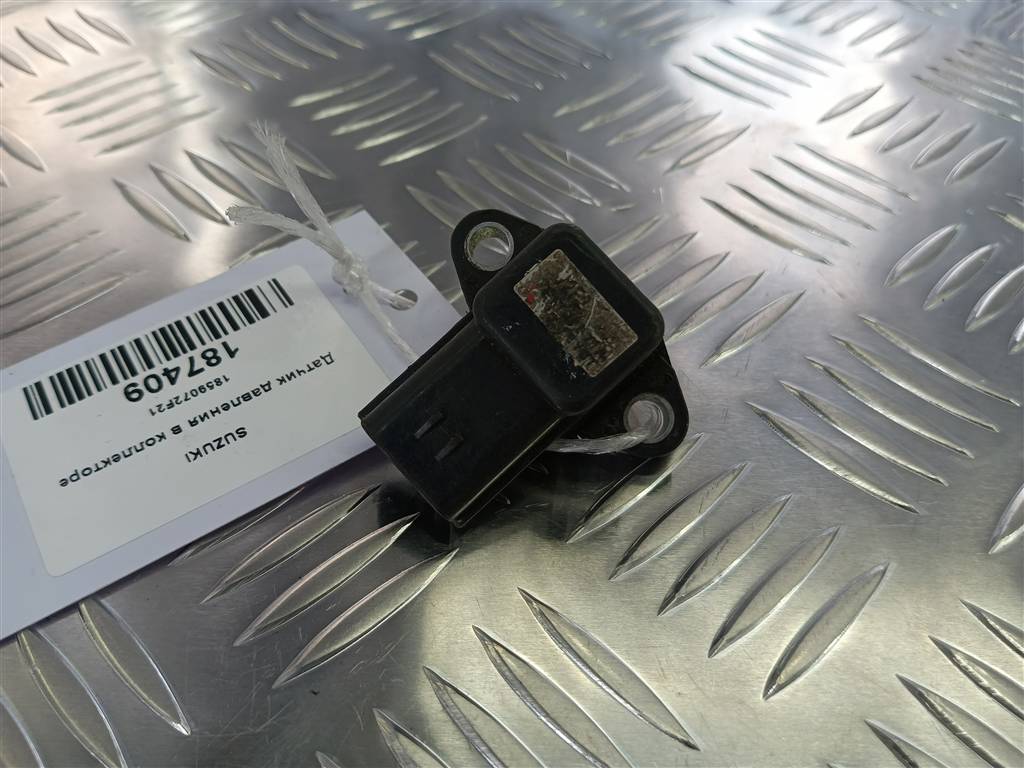 187409
1859072F21
Датчик давления в коллекторе
SUZUKI